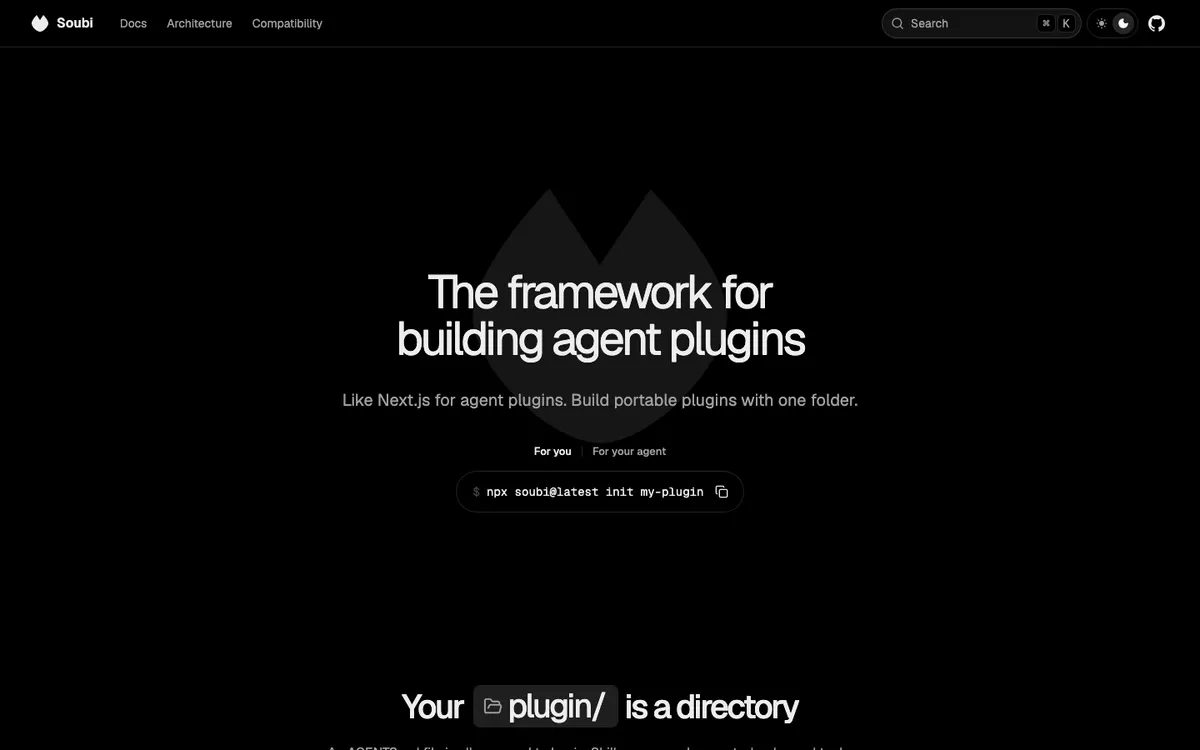 Soubi
Docs
Architecture
Compatibility
Search
⌘ K
The framework for
building agent plugins
Like Next.js for agent plugins. Build portable plugins with one folder.
For you
For your agent
$ npx soubi@latest init my-plugin
Your plugin/ is a directory